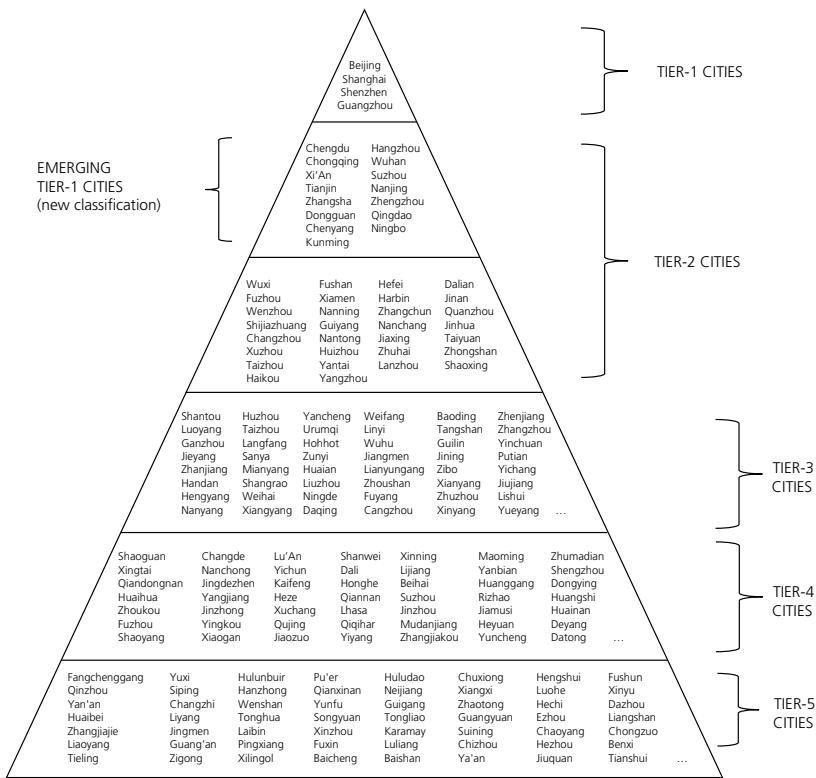 Beijing
Shanghai
Shenzhen
Guangzhou
TIER-1 CITIES
EMERGING
TIER-1 CITIES
(new classification)
Chengdu Hangzhou
Chongqing Wuhan
Xi'An Suzhou
Tianjin Nanjing
Zhangsha Zhengzhou
Dongguan Qingdao
Chenyang Ningbo
Kunming
TIER-2 CITIES
Wuxi Fushan Hefei Dalian
Fuzhou Xiamen Harbin Jinan
Wenzhou Nanning Zhangchun Quanzhou
Shijiazhuang Guiyang Nanchang Jinhua
Changzhou Nantong Jiaxing Taiyuan
Xuzhou Huizhou Zhuhai Zhongshan
Taizhou Yantai Lanzhou Shaoxing
Haikou Yangzhou
Shantou Huzhou Yancheng Weifang Baoding Zhenjiang
Luoyang Taizhou Urumqi Linyi Tangshan Zhangzhou
Ganzhou Langfang Hohhot Wuhu Guilin Yinchuan
Jieyang Sanya Zunyi Jiangmen Jining Putian
Zhanjiang Mianyang Huaian Lianyungang Zibo Yichang
Handan Shangrao Liuzhou Zhoushan Xianyang Jiujiang
Hengyang Weihai Ningde Fuyang Zhuzhou Lishui
Nanyang Xiangyang Daqing Cangzhou Xinyang Yueyang ...
TIER-3
CITIES
Shaoguan Changde Lu'An Shanwei Xinning Maoming Zhumadian
Xingtai Nanchong Yichun Dali Lijiang Yanbian Shengzhou
Qiandongnan Jingdezhen Kaifeng Honghe Beihai Huanggang Dongying
Huaihua Yangjiang Heze Qiannan Suzhou Rizhao Huangshi
Zhoukou Jinzhong Xuchang Lhasa Jinzhou Jiamusi Huainan
Fuzhou Yingkou Qujing Qiqihar Mudanjiang Heyuan Deyang
Shaoyang Xiaogan Jiaozuo Yiyang Zhangjiakou Yuncheng Datong ...
TIER-4
CITIES
Fangchenggang Yuxi Hulunbuir Pu'er Huludao Chuxiong Hengshui Fushun
Qinzhou Siping Hanzhong Qianxinan Neijiang Xiangxi Luohe Xinyu
Yan'an Changzhi Wenshan Yunfu Guigang Zhaotong Hechi Dazhou
Huaibei Liyang Tonghua Songyuan Tongliao Guangyuan Ezhou Liangshan
Zhangjiajie Jingmen Laibin Xinzhou Karamay Suining Chaoyang Chongzuo
Liaoyang Guang'an Pingxiang Fuxin Luliang Chizhou Hezhou Benxi
Tieling Zigong Xilingol Baicheng Baishan Ya'an Jiuquan Tianshui ...
TIER-5
CITIES